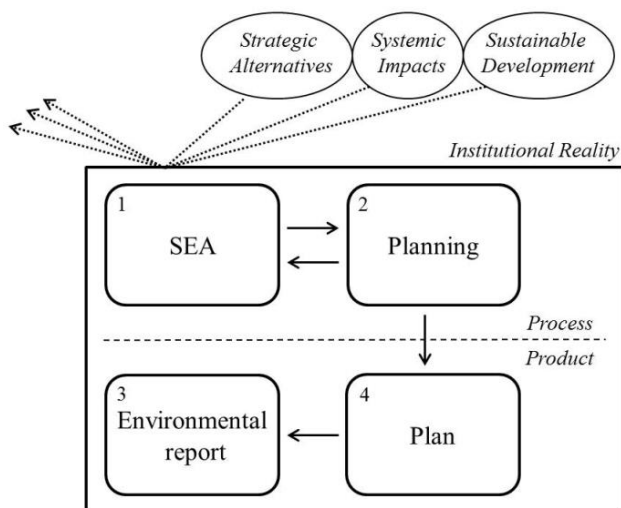 Strategic
Alternatives
Systemic
Impacts
Sustainable
Development
Institutional Reality
1
SEA
2
Planning
Process
Product
3
Environmental
report
4
Plan